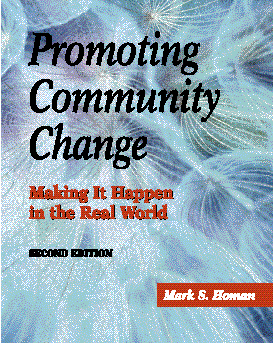 Promoting
Community
Change
Making It Happen
in the Real World
SECOND EDITION
Mark S. Homan